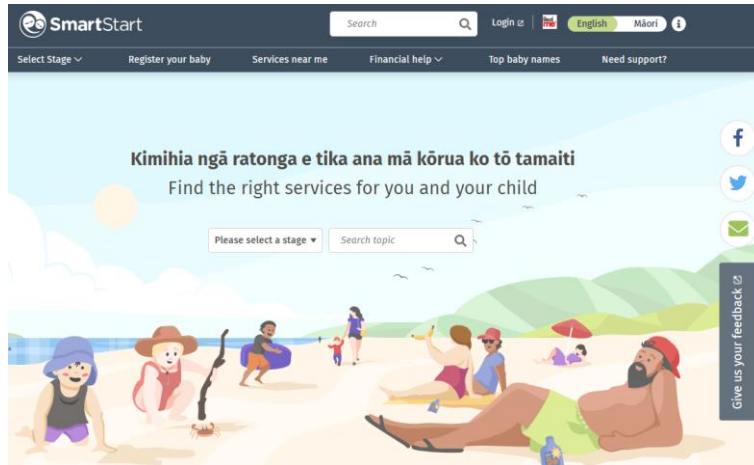 SmartStart
Search
Login
English
Māori
Select Stage
Register your baby
Services near me
Financial help
Top baby names
Need support?
Kimihia ngā ratonga e tika ana mā kōrua ko tō tamaiti
Find the right services for you and your child
Please select a stage
Search topic
Give us your feedback